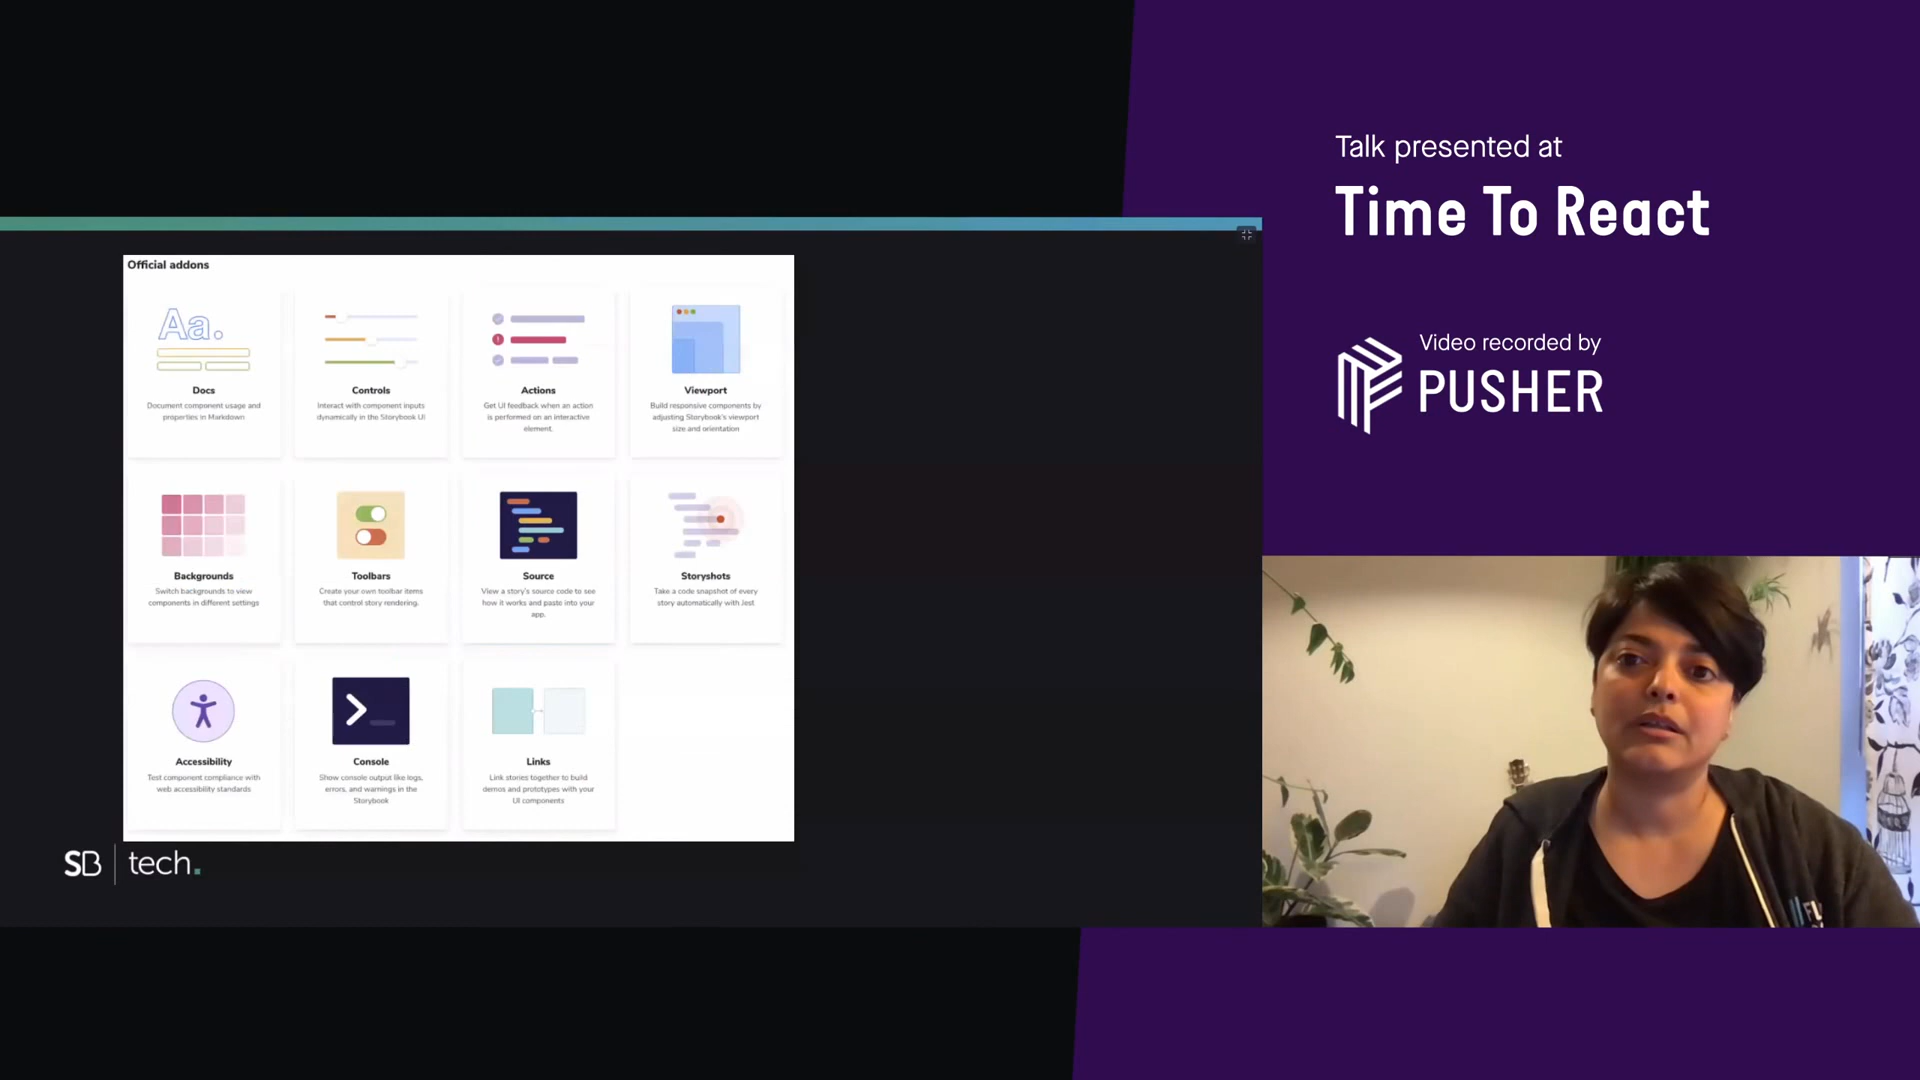 Talk presented at
Time To React
Video recorded by
PUSHER
Official addons
Aa.
Docs
Document component usage and
properties in Markdown
Controls
Interact with component inputs
dynamically in the Storybook UI
Actions
Get UI feedback when an action
is performed on an interactive
element.
Viewport
Build responsive components by
adjusting Storybook's viewport
size and orientation
Backgrounds
Switch backgrounds to view
components in different settings
Toolbars
Create your own toolbar items
that control story rendering.
Source
View a story's source code to see
how it works and paste into your
app.
Storyshots
Take a code snapshot of every
story automatically with Jest
Accessibility
Test component compliance with
web accessibility standards
Console
Show console output like logs,
errors, and warnings in the
Storybook
Links
Link stories together to build
demos and prototypes with your
UI components
SB tech.